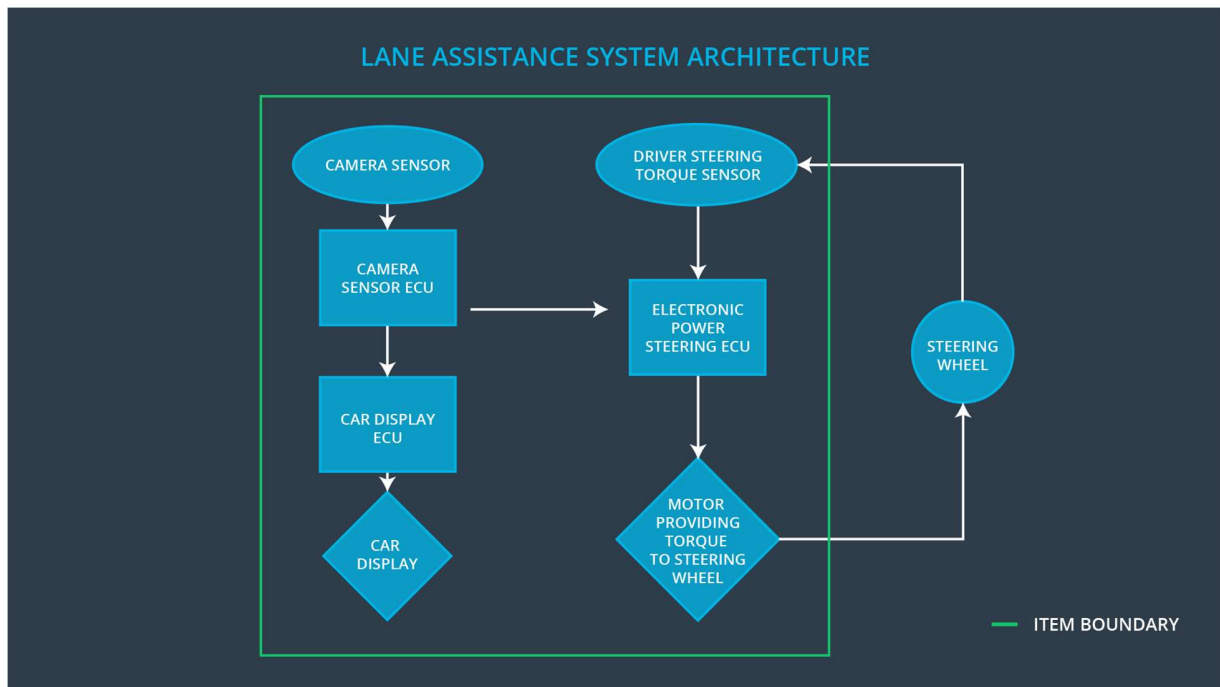 LANE ASSISTANCE SYSTEM ARCHITECTURE
CAMERA SENSOR
DRIVER STEERING
TORQUE SENSOR
CAMERA
SENSOR ECU
ELECTRONIC
POWER
STEERING ECU
STEERING
WHEEL
CAR DISPLAY
ECU
CAR
DISPLAY
MOTOR
PROVIDING
TORQUE
TO STEERING
WHEEL
ITEM BOUNDARY